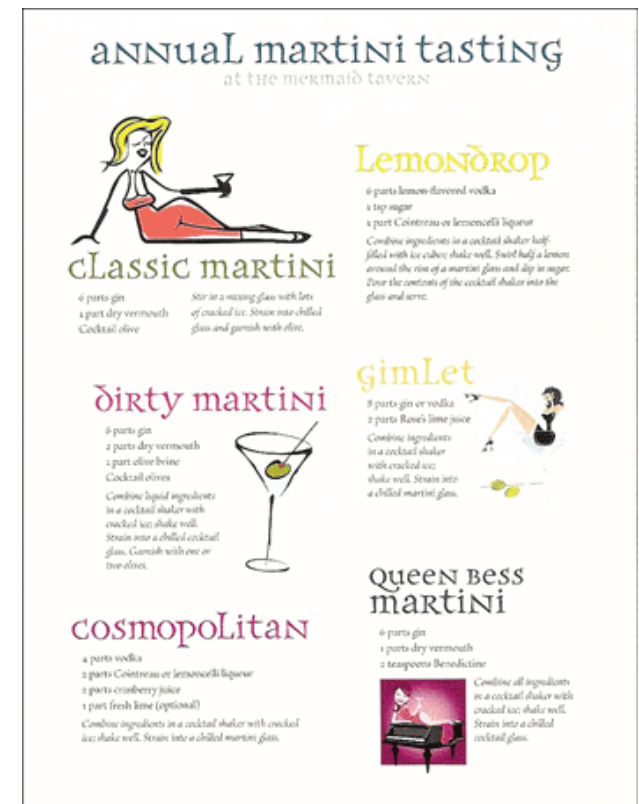 annual martini tasting
at the mermaid tavern
classic martini
6 parts gin
1 part dry vermouth
Cocktail olive
Stir in a mixing glass with lots
of cracked ice. Strain into chilled
glass and garnish with olive.
Lemondrop
6 parts lemon-flavored vodka
1 tsp sugar
1 part Cointreau or lemoncelli liqueur
Combine ingredients in a cocktail shaker half-
filled with ice cubes; shake well. Swirl half a lemon
around the rim of a martini glass and dip in sugar.
Pour the contents of the cocktail shaker into the
glass and serve.
dirty martini
6 parts gin
2 parts dry vermouth
1 part olive brine
Cocktail olives
Combine liquid ingredients
in a cocktail shaker with
cracked ice; shake well.
Strain into a chilled cocktail
glass. Garnish with one or
two olives.
gimlet
8 parts gin or vodka
2 parts Rose's lime juice
Combine ingredients
in a cocktail shaker
with cracked ice;
shake well. Strain into
a chilled martini glass.
cosmopolitan
4 parts vodka
2 parts Cointreau or lemoncelli liqueur
2 parts cranberry juice
1 part fresh lime (optional)
Combine ingredients in a cocktail shaker with cracked
ice; shake well. Strain into a chilled martini glass.
Queen Bess
martini
6 parts gin
1 parts dry vermouth
2 teaspoons Benedictine
Combine all ingredients
in a cocktail shaker with
cracked ice; shake well.
Strain into a chilled
cocktail glass.